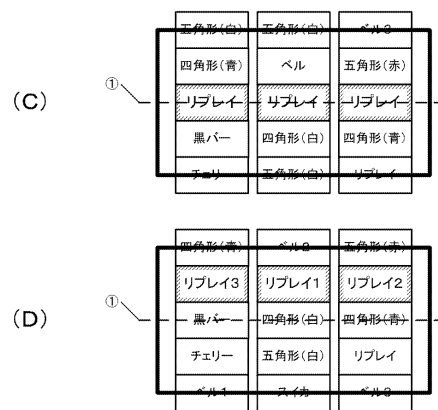 五角形(白) 五角形(白) ベル3
四角形(青) ベル 五角形(赤)
①
(C) リプレイ リプレイ リプレイ
黒バー 四角形(白) 四角形(青)
チェリー 五角形(白) リプレイ
四角形(青) ベル2 五角形(赤)
リプレイ3 リプレイ1 リプレイ2
①
(D) 黒バー 四角形(白) 四角形(青)
チェリー 五角形(白) リプレイ
ベル1 スイカ ベル3